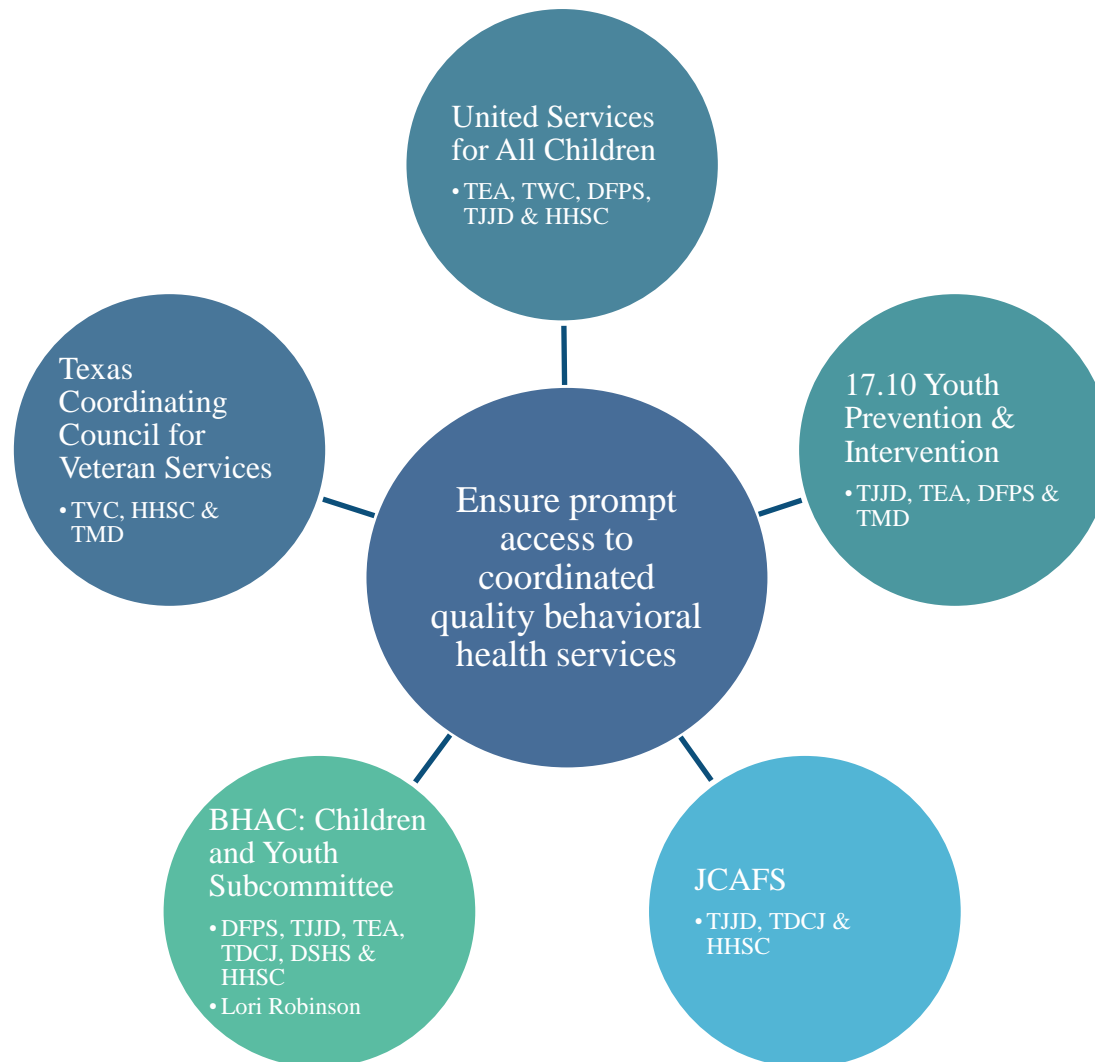 United Services
for All Children
• TEA, TWC, DFPS,
TJJD & HHSC
Texas
Coordinating
Council for
Veteran Services
• TVC, HHSC &
TMD
17.10 Youth
Prevention &
Intervention
• TJJD, TEA, DFPS &
TMD
Ensure prompt
access to
coordinated
quality behavioral
health services
BHAC: Children
and Youth
Subcommittee
• DFPS, TJJD, TEA,
TDCJ, DSHS &
HHSC
• Lori Robinson
JCAFS
• TJJD, TDCJ &
HHSC